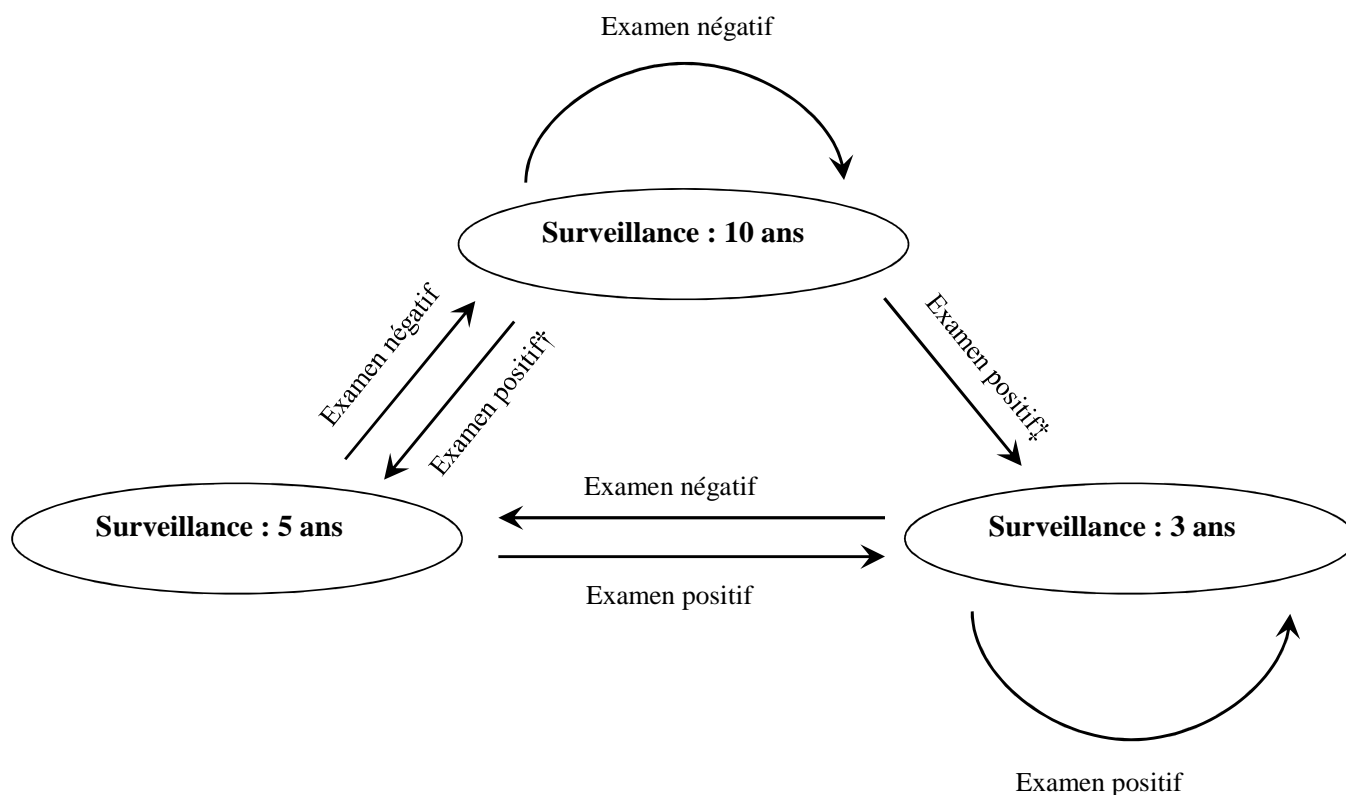 Examen négatif
Surveillance : 10 ans
Examen négatif
Examen positif†
Examen positif‡
Examen négatif
Surveillance : 5 ans
Surveillance : 3 ans
Examen positif
Examen positif